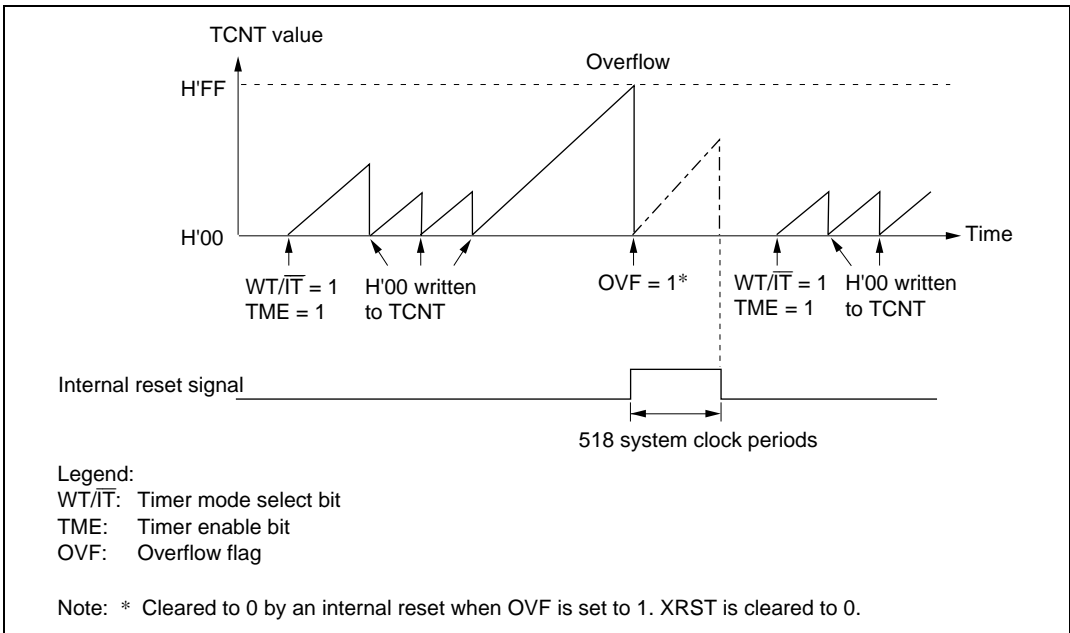 TCNT value
Overflow
H'FF
H'00
Time
WT/I̅T̅ = 1
TME = 1
H'00 written
to TCNT
OVF = 1*
WT/I̅T̅ = 1
TME = 1
H'00 written
to TCNT
Internal reset signal
518 system clock periods
Legend:
WT/I̅T̅: Timer mode select bit
TME: Timer enable bit
OVF: Overflow flag
Note: * Cleared to 0 by an internal reset when OVF is set to 1. XRST is cleared to 0.